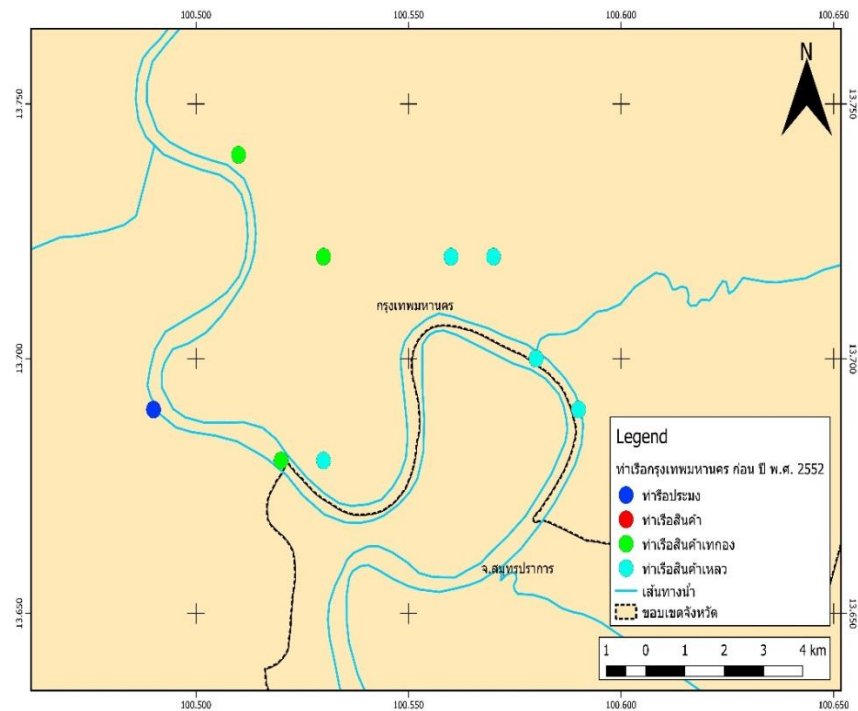 100.500 100.550 100.600 100.650
13.750 13.750
N
กรุงเทพมหานคร
13.700 13.700
Legend
ท่าเรือกรุงเทพมหานคร ก่อน ปี พ.ศ. 2552
ท่ารือประมง
ท่าเรือสินค้า
ท่าเรือสินค้าเทกอง
ท่าเรือสินค้าเหลว
เส้นทางน้ำ
ขอบเขตจังหวัด
จ.สมุทรปราการ
13.650 13.650
1 0 1 2 3 4 km
100.500 100.550 100.600 100.650